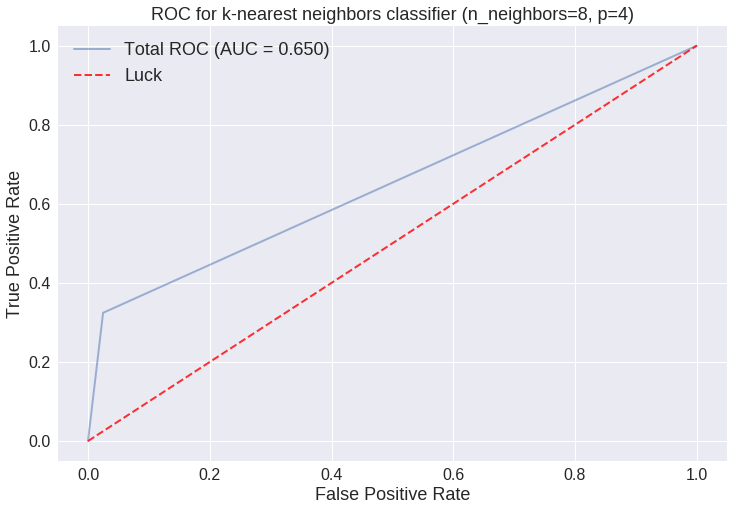 ROC for k-nearest neighbors classifier (n_neighbors=8, p=4)
Total ROC (AUC = 0.650)
Luck
True Positive Rate
1.0
0.8
0.6
0.4
0.2
0.0
0.0 0.2 0.4 0.6 0.8 1.0
False Positive Rate